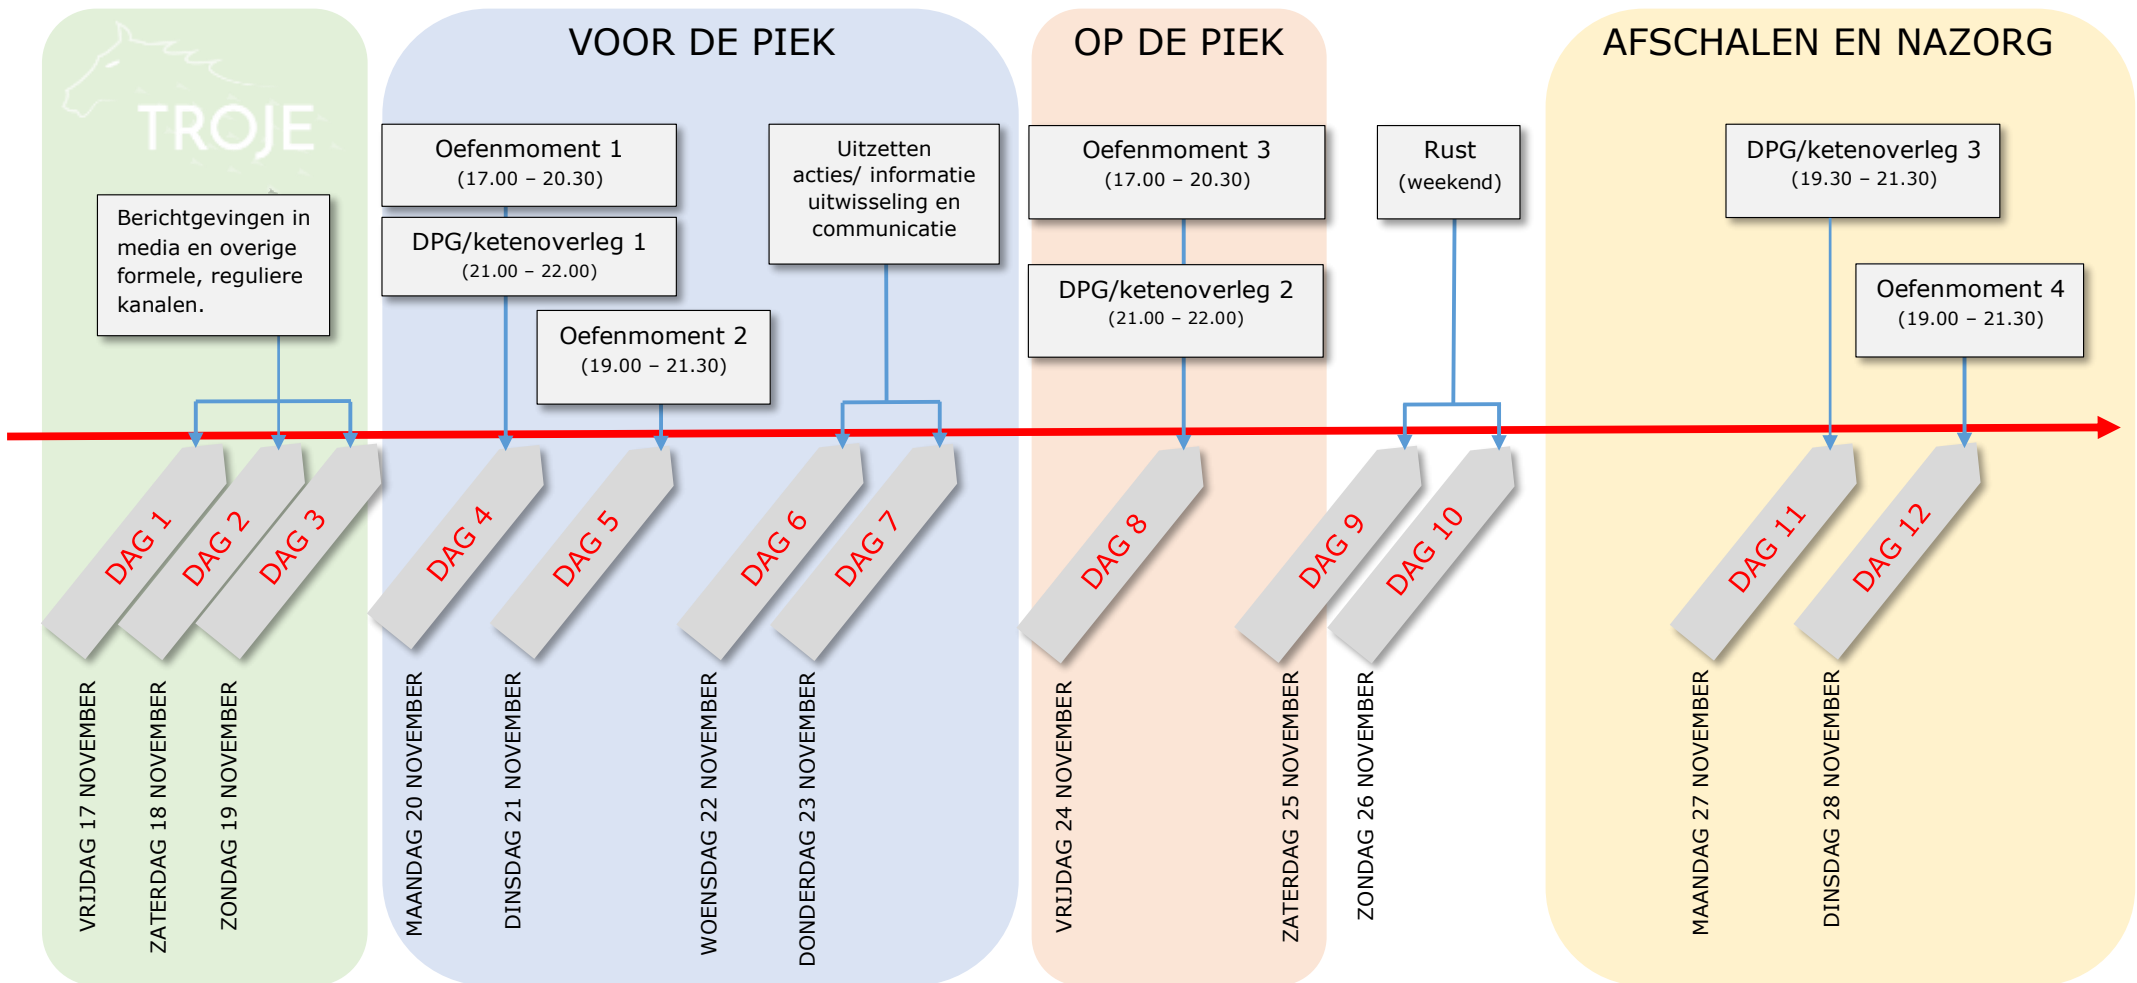 TROJE
Berichtgevingen in
media en overige
formele, reguliere
kanalen.
VOOR DE PIEK
Oefenmoment 1
(17.00 – 20.30)
DPG/ketenoverleg 1
(21.00 – 22.00)
Oefenmoment 2
(19.00 – 21.30)
Uitzetten
acties/ informatie
uitwisseling en
communicatie
OP DE PIEK
Oefenmoment 3
(17.00 – 20.30)
DPG/ketenoverleg 2
(21.00 – 22.00)
Rust
(weekend)
AFSCHALEN EN NAZORG
DPG/ketenoverleg 3
(19.30 – 21.30)
Oefenmoment 4
(19.00 – 21.30)
DAG 1
DAG 2
DAG 3
DAG 4
DAG 5
DAG 6
DAG 7
DAG 8
DAG 9
DAG 10
DAG 11
DAG 12
VRIJDAG 17 NOVEMBER
ZATERDAG 18 NOVEMBER
ZONDAG 19 NOVEMBER
MAANDAG 20 NOVEMBER
DINSDAG 21 NOVEMBER
WOENSDAG 22 NOVEMBER
DONDERDAG 23 NOVEMBER
VRIJDAG 24 NOVEMBER
ZATERDAG 25 NOVEMBER
ZONDAG 26 NOVEMBER
MAANDAG 27 NOVEMBER
DINSDAG 28 NOVEMBER